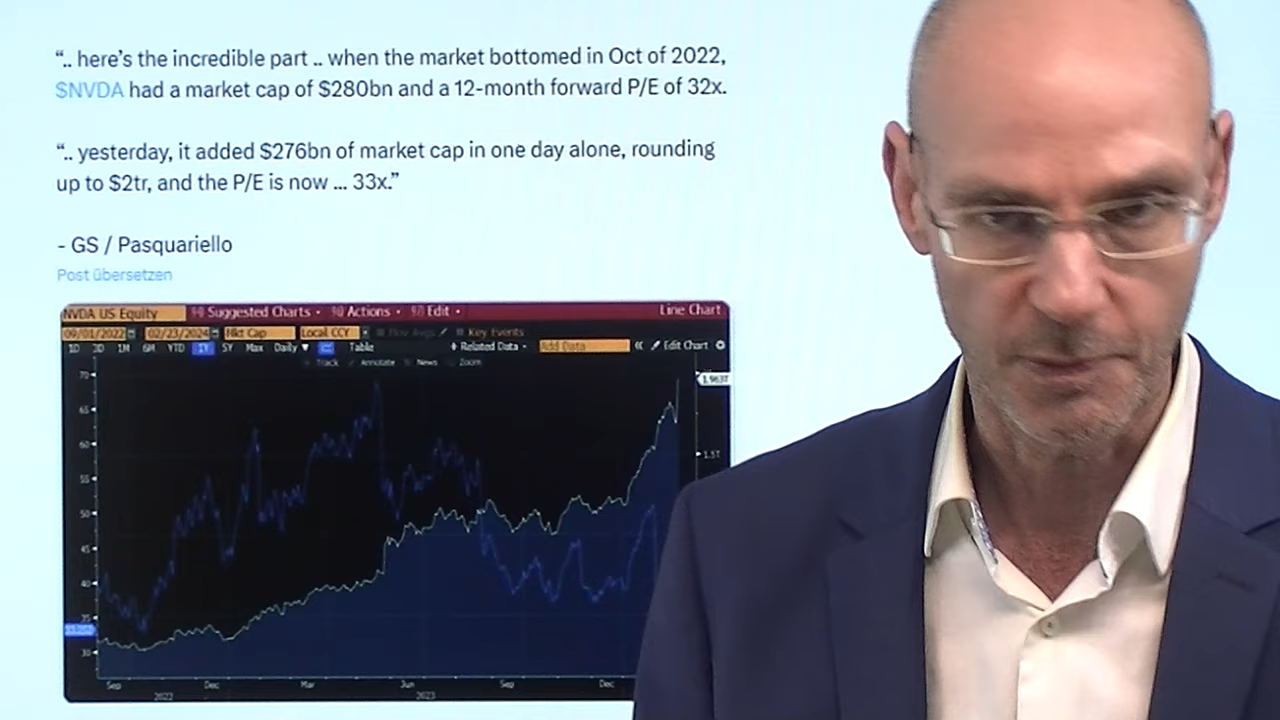 “.. here’s the incredible part .. when the market bottomed in Oct of 2022,
$NVDA had a market cap of $280bn and a 12-month forward P/E of 32x.
“.. yesterday, it added $276bn of market cap in one day alone, rounding
up to $2tr, and the P/E is now ... 33x.”
- GS / Pasquariello
Post übersetzen
NVDA US Equity Suggested Charts Actions Edit Line Chart
09/01/2022 02/23/2024 Mkt Cap Local CCY Mov Avgs Key Events
1D 3D 1M 6M YTD 1Y 5Y Max Daily Table + Related Data Add Data « Edit Chart
Track Annotate News Zoom
70
1.963T
65
60
1.5T
55
50
45
40
35
30
Sep Dec Mar Jun Sep Dec
2022 2023